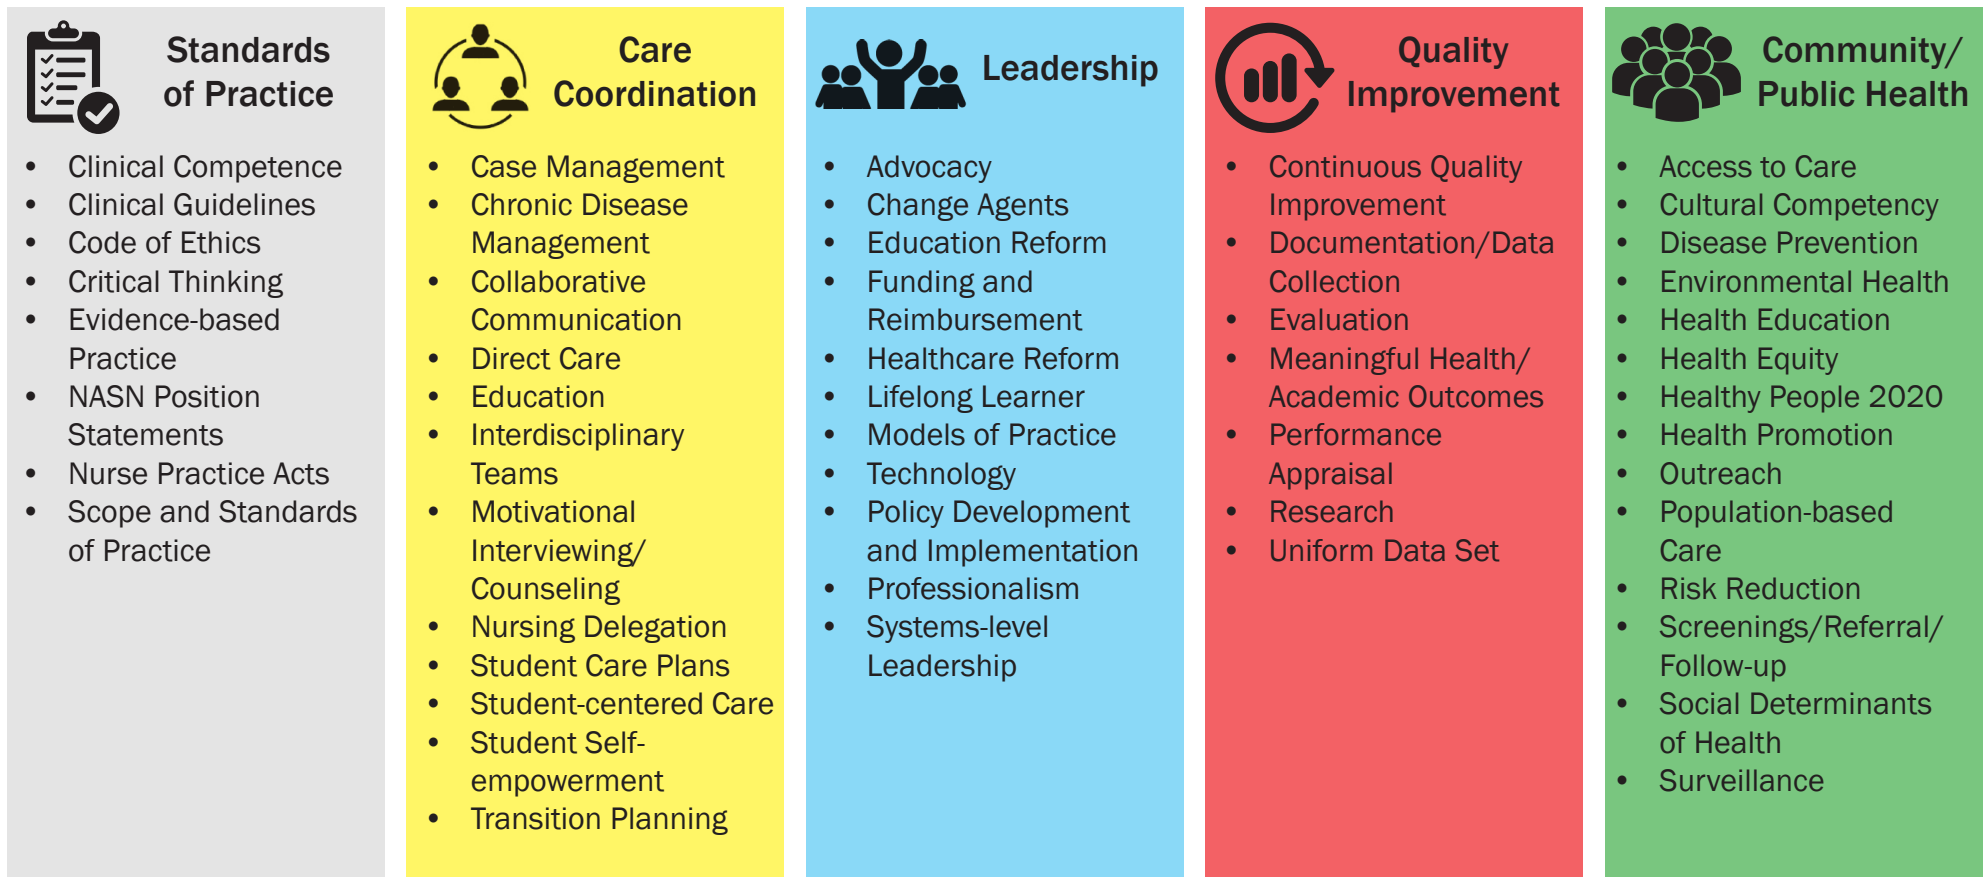 Standards
of Practice
• Clinical Competence
• Clinical Guidelines
• Code of Ethics
• Critical Thinking
• Evidence-based
Practice
• NASN Position
Statements
• Nurse Practice Acts
• Scope and Standards
of Practice
Care
Coordination
• Case Management
• Chronic Disease
Management
• Collaborative
Communication
• Direct Care
• Education
• Interdisciplinary
Teams
• Motivational
Interviewing/
Counseling
• Nursing Delegation
• Student Care Plans
• Student-centered Care
• Student Self-
empowerment
• Transition Planning
Leadership
• Advocacy
• Change Agents
• Education Reform
• Funding and
Reimbursement
• Healthcare Reform
• Lifelong Learner
• Models of Practice
• Technology
• Policy Development
and Implementation
• Professionalism
• Systems-level
Leadership
Quality
Improvement
• Continuous Quality
Improvement
• Documentation/Data
Collection
• Evaluation
• Meaningful Health/
Academic Outcomes
• Performance
Appraisal
• Research
• Uniform Data Set
Community/
Public Health
• Access to Care
• Cultural Competency
• Disease Prevention
• Environmental Health
• Health Education
• Health Equity
• Healthy People 2020
• Health Promotion
• Outreach
• Population-based
Care
• Risk Reduction
• Screenings/Referral/
Follow-up
• Social Determinants
of Health
• Surveillance